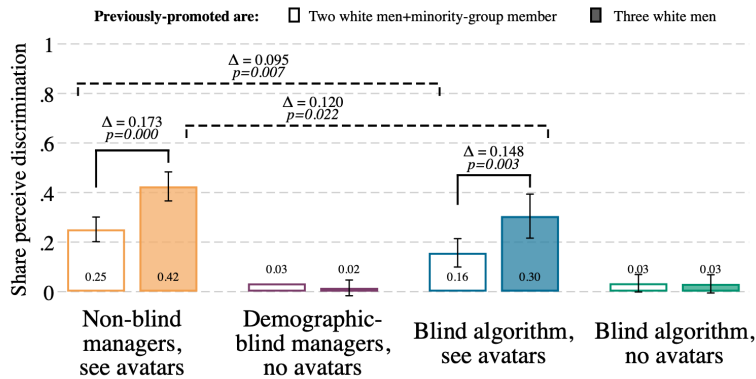 Previously-promoted are: Two white men+minority-group member Three white men
Share perceive discrimination
1
.8
.6
.4
.2
0
Δ = 0.095
p=0.007
Δ = 0.120
p=0.022
Δ = 0.173
p=0.000
Δ = 0.148
p=0.003
0.25
0.42
0.03
0.02
0.16
0.30
0.03
0.03
Non-blind
managers,
see avatars
Demographic-
blind managers,
no avatars
Blind algorithm,
see avatars
Blind algorithm,
no avatars